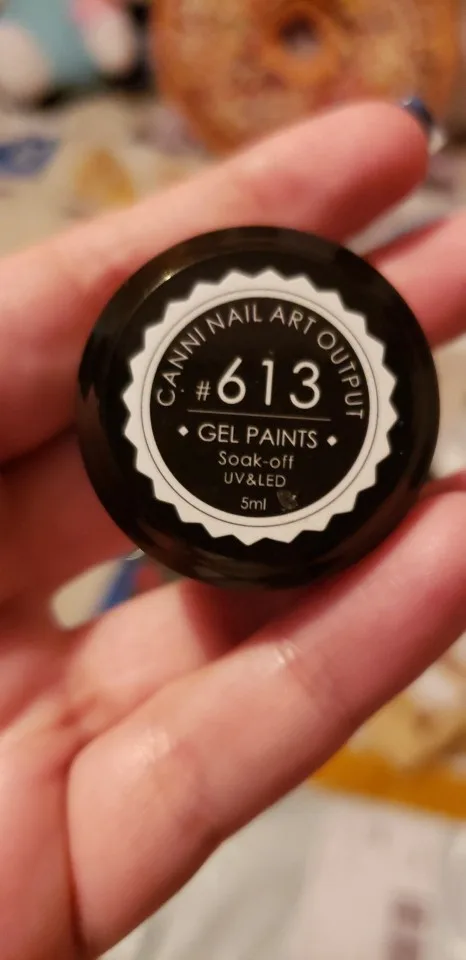 CANNI NAIL ART OUTPUT
#613
GEL PAINTS
Soak-off
UV&LED
5ml